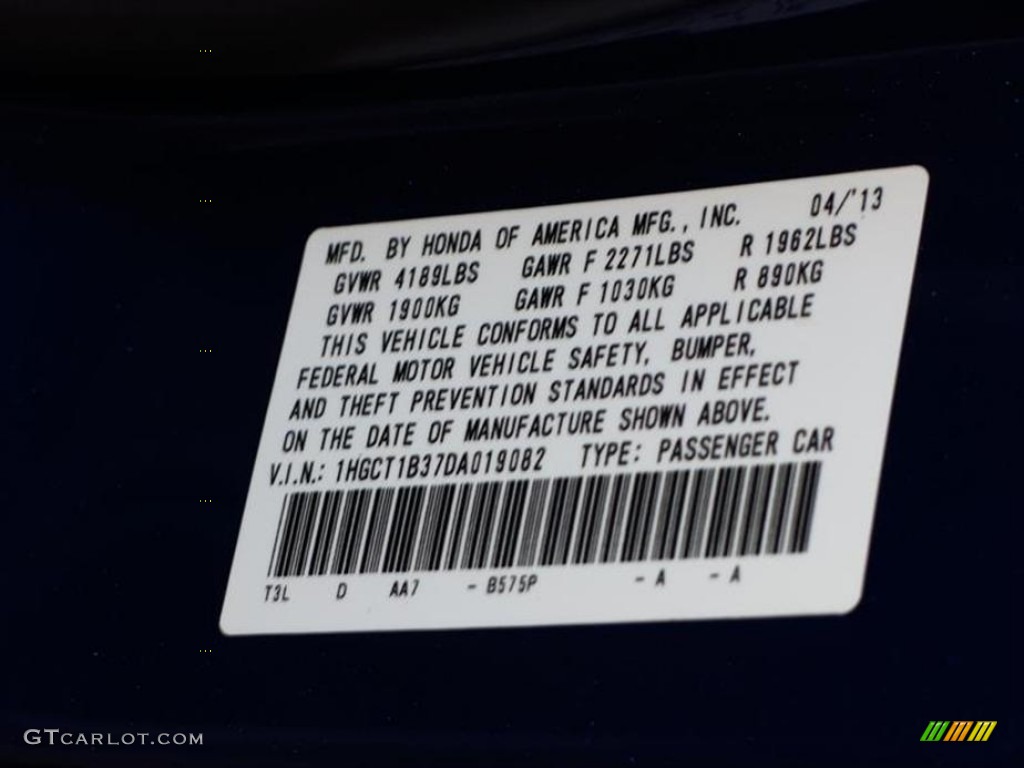 MFD. BY HONDA OF AMERICA MFG., INC. 04/'13
GVWR 4189LBS GAWR F 2271LBS R 1962LBS
GVWR 1900KG GAWR F 1030KG R 890KG
THIS VEHICLE CONFORMS TO ALL APPLICABLE
FEDERAL MOTOR VEHICLE SAFETY, BUMPER,
AND THEFT PREVENTION STANDARDS IN EFFECT
ON THE DATE OF MANUFACTURE SHOWN ABOVE.
V.I.N.: 1HGCT1B37DA019082 TYPE: PASSENGER CAR
T3L D AA7 - B575P - A - A
GTCARLOT.COM